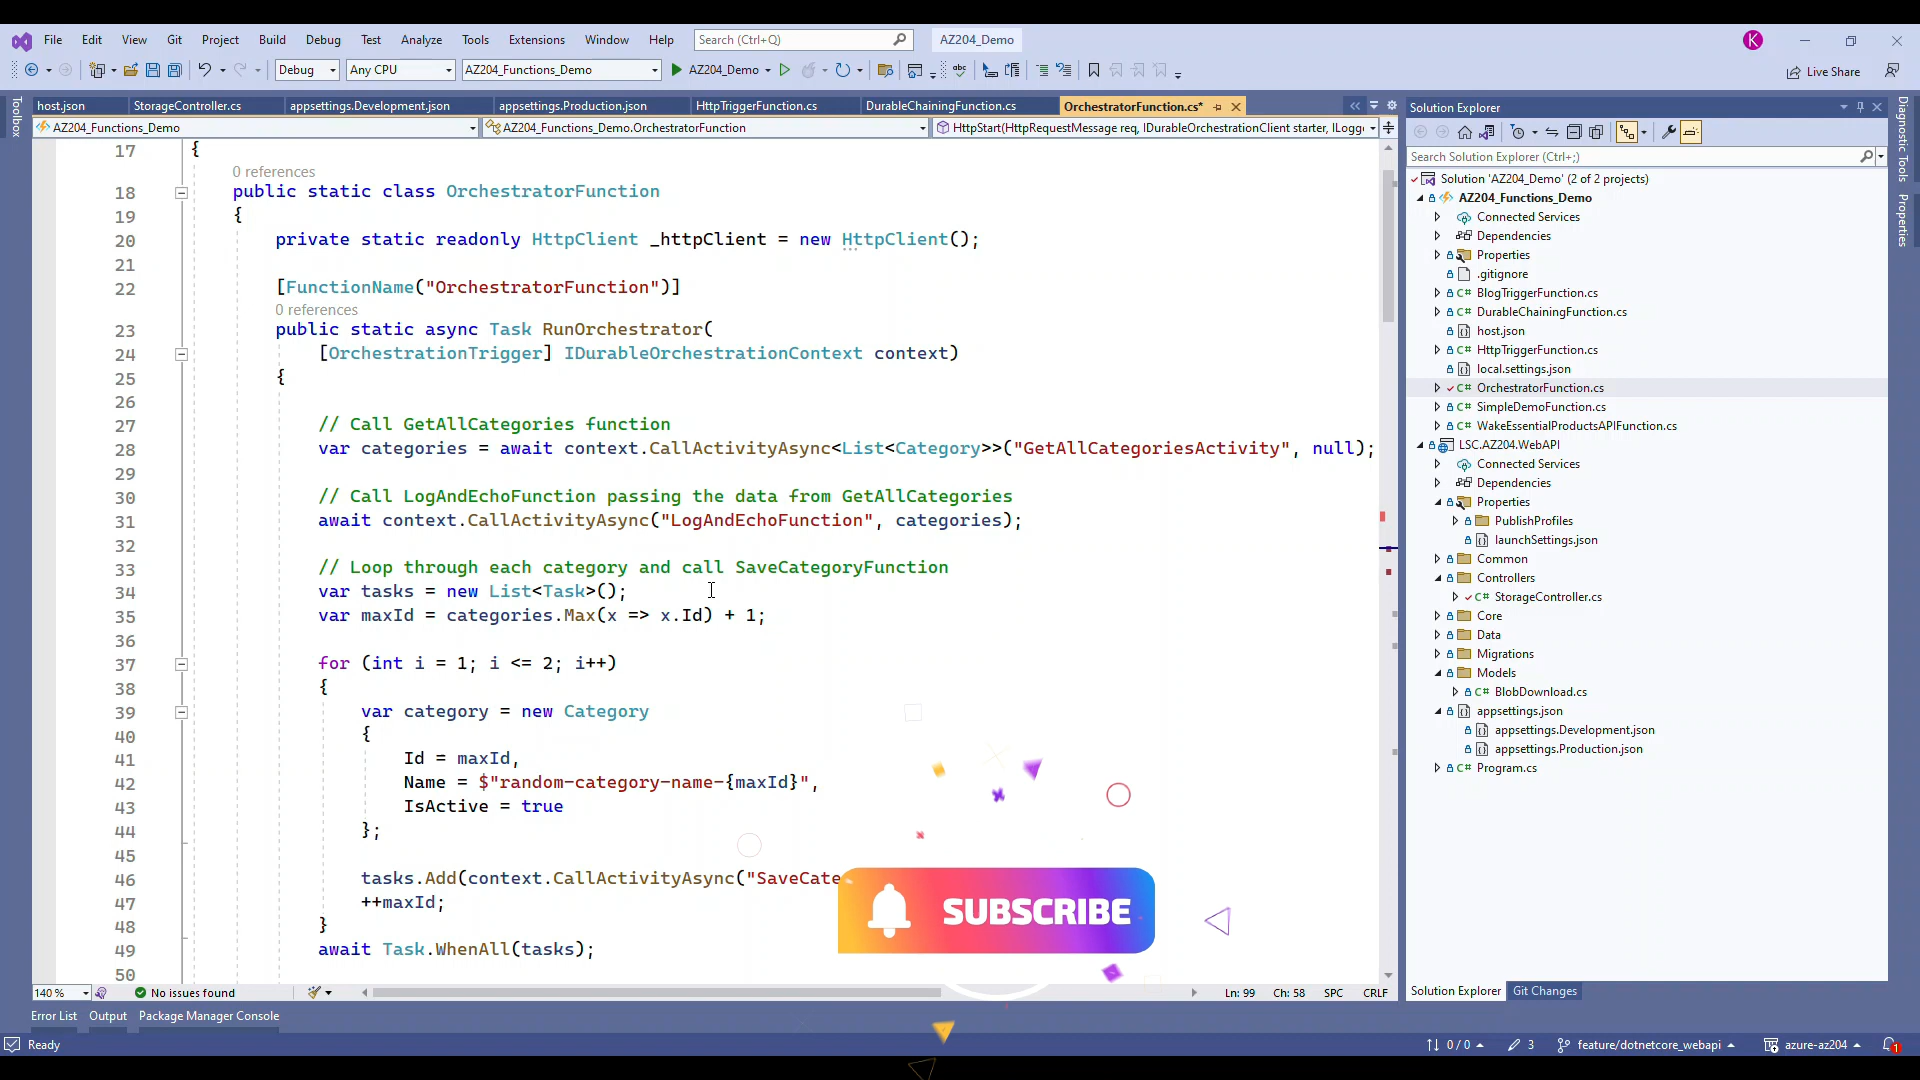 File Edit View Git Project Build Debug Test Analyze Tools Extensions Window Help Search (Ctrl+Q) AZ204_Demo K
Debug Any CPU AZ204_Functions_Demo AZ204_Demo Live Share
Toolbox
host.json StorageController.cs appsettings.Development.json appsettings.Production.json HttpTriggerFunction.cs DurableChainingFunction.cs OrchestratorFunction.cs*
AZ204_Functions_Demo AZ204_Functions_Demo.OrchestratorFunction HttpStart(HttpRequestMessage req, IDurableOrchestrationClient starter, ILogge
17 {
0 references
18 public static class OrchestratorFunction
19 {
20 private static readonly HttpClient _httpClient = new HttpClient();
21
22 [FunctionName("OrchestratorFunction")]
0 references
23 public static async Task RunOrchestrator(
24 [OrchestrationTrigger] IDurableOrchestrationContext context)
25 {
26
27 // Call GetAllCategories function
28 var categories = await context.CallActivityAsync<List<Category>>("GetAllCategoriesActivity", null);
29
30 // Call LogAndEchoFunction passing the data from GetAllCategories
31 await context.CallActivityAsync("LogAndEchoFunction", categories);
32
33 // Loop through each category and call SaveCategoryFunction
34 var tasks = new List<Task>();
35 var maxId = categories.Max(x => x.Id) + 1;
36
37 for (int i = 1; i <= 2; i++)
38 {
39 var category = new Category
40 {
41 Id = maxId,
42 Name = $"random-category-name-{maxId}",
43 IsActive = true
44 };
45
46 tasks.Add(context.CallActivityAsync("SaveCate
47 ++maxId;
48 }
49 await Task.WhenAll(tasks);
50
SUBSCRIBE
140 % No issues found Ln: 99 Ch: 58 SPC CRLF
Error List Output Package Manager Console
Ready 0 / 0 3 feature/dotnetcore_webapi azure-az204 1
Solution Explorer
Search Solution Explorer (Ctrl+;)
Solution 'AZ204_Demo' (2 of 2 projects)
AZ204_Functions_Demo
Connected Services
Dependencies
Properties
.gitignore
C# BlogTriggerFunction.cs
C# DurableChainingFunction.cs
host.json
C# HttpTriggerFunction.cs
local.settings.json
C# OrchestratorFunction.cs
C# SimpleDemoFunction.cs
C# WakeEssentialProductsAPIFunction.cs
LSC.AZ204.WebAPI
Connected Services
Dependencies
Properties
PublishProfiles
launchSettings.json
Common
Controllers
C# StorageController.cs
Core
Data
Migrations
Models
C# BlobDownload.cs
appsettings.json
appsettings.Development.json
appsettings.Production.json
C# Program.cs
Solution Explorer Git Changes
Diagnostic Tools
Properties